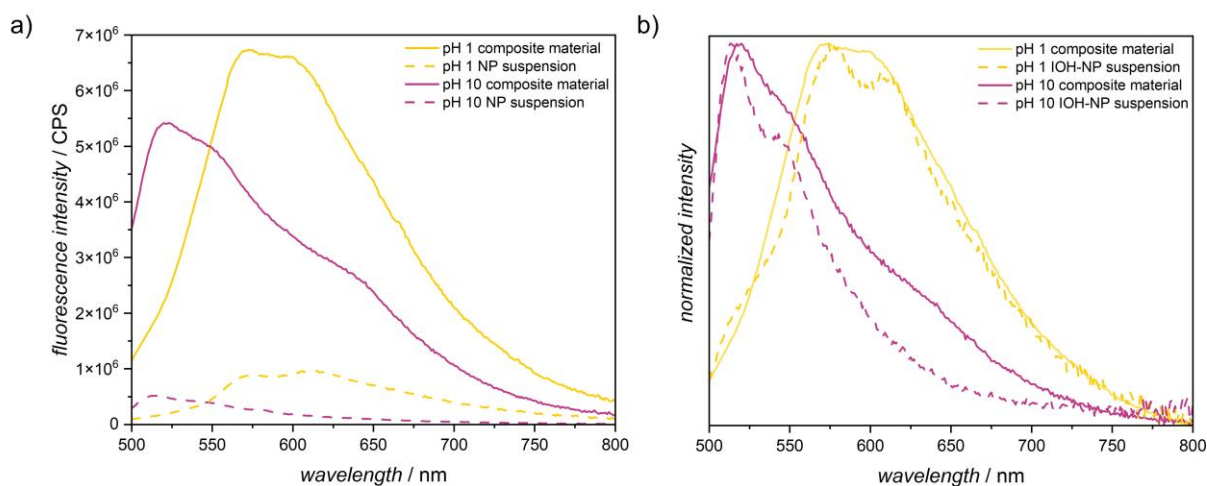 a)
fluorescence intensity / CPS
7×10⁶
6×10⁶
5×10⁶
4×10⁶
3×10⁶
2×10⁶
1×10⁶
0
pH 1 composite material
pH 1 NP suspension
pH 10 composite material
pH 10 NP suspension
500 550 600 650 700 750 800
wavelength / nm
b)
normalized intensity
pH 1 composite material
pH 1 IOH-NP suspension
pH 10 composite material
pH 10 IOH-NP suspension
500 550 600 650 700 750 800
wavelength / nm